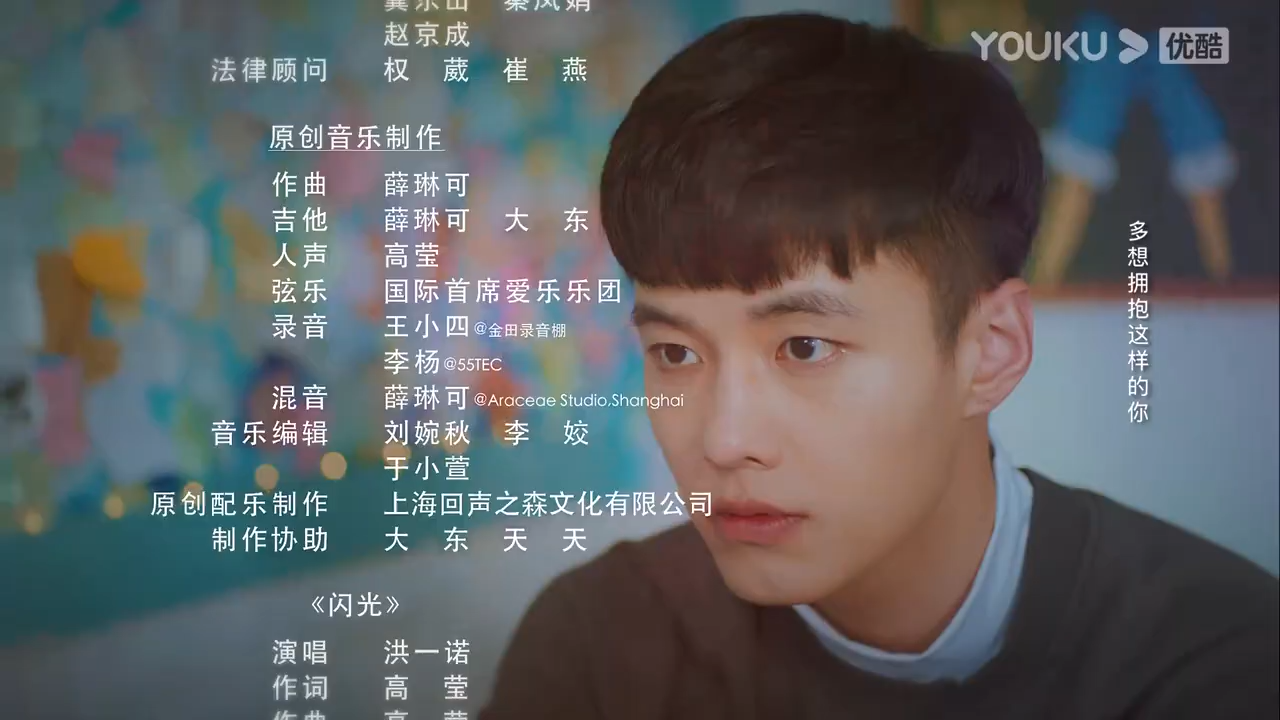 YOUKU 优酷
赵京成
法律顾问 权葳 崔燕
原创音乐制作
作曲 薛琳可
吉他 薛琳可 大东
人声 高莹
弦乐 国际首席爱乐乐团
录音 王小四@金田录音棚
李杨@55TEC
混音 薛琳可@Araceae Studio,Shanghai
音乐编辑 刘婉秋 李姣
于小萱
原创配乐制作 上海回声之森文化有限公司
制作协助 大东 天天
《闪光》
演唱 洪一诺
作词 高莹
多想拥抱这样的你